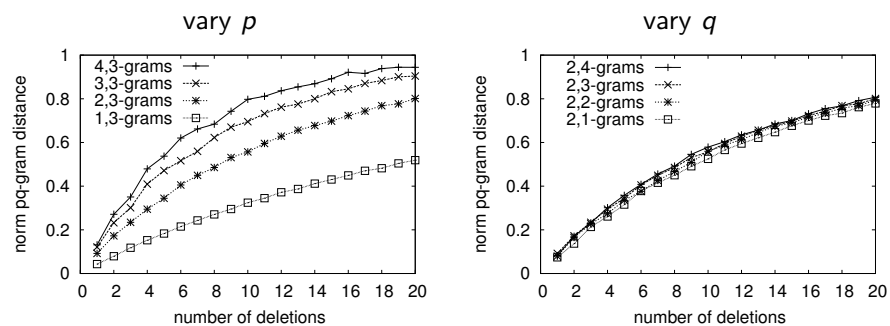 vary p
norm pq-gram distance
1
0.8
0.6
0.4
0.2
0
4,3-grams
3,3-grams
2,3-grams
1,3-grams
0 2 4 6 8 10 12 14 16 18 20
number of deletions
vary q
norm pq-gram distance
1
0.8
0.6
0.4
0.2
0
2,4-grams
2,3-grams
2,2-grams
2,1-grams
0 2 4 6 8 10 12 14 16 18 20
number of deletions